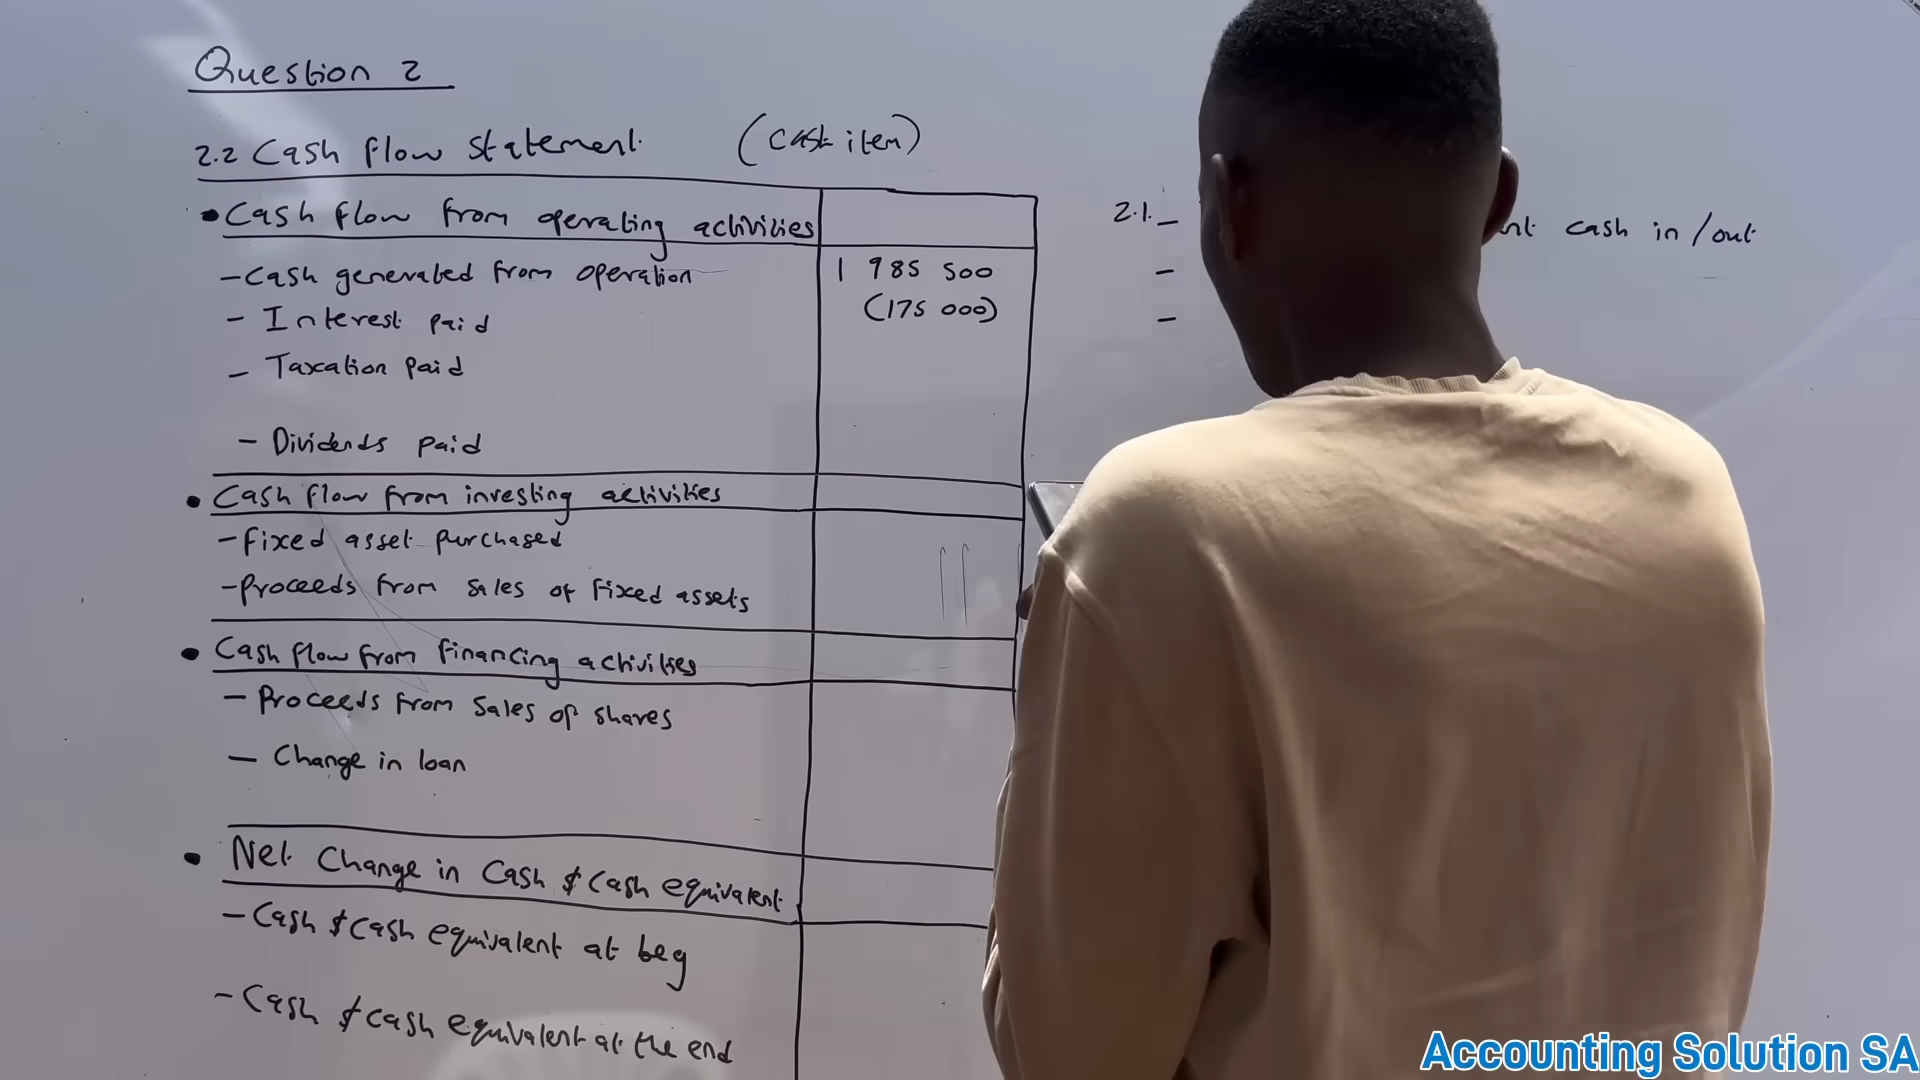 Question 2
2.2 Cash flow statement (Cash item)
• Cash flow from operating activities
- Cash generated from operation 1 985 500
- Interest paid (175 000)
- Taxation paid
- Dividends paid
• Cash flow from investing activities
- Fixed asset purchased
- Proceeds from sales of fixed assets
• Cash flow from financing activities
- Proceeds from sales of shares
- Change in loan
• Net change in cash & cash equivalent
- Cash & cash equivalent at beg
- Cash & cash equivalent at the end
2.1. -
cash in / out
-
-
Accounting Solution SA